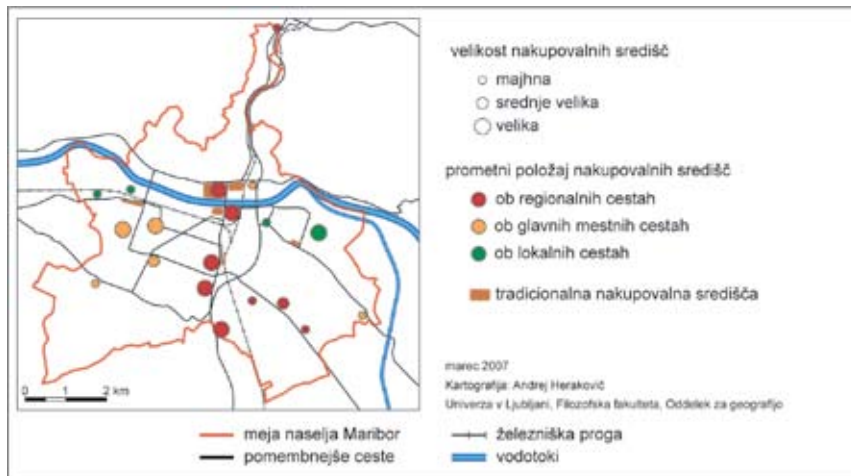 velikost nakupovalnih središč
majhna
srednje velika
velika
prometni položaj nakupovalnih središč
ob regionalnih cestah
ob glavnih mestnih cestah
ob lokalnih cestah
tradicionalna nakupovalna središča
0 1 2 km
marec 2007
Kartografija: Andrej Heraković
Univerza v Ljubljani, Filozofska fakulteta, Oddelek za geografijo
meja naselja Maribor
železniška proga
pomembnejše ceste
vodotoki